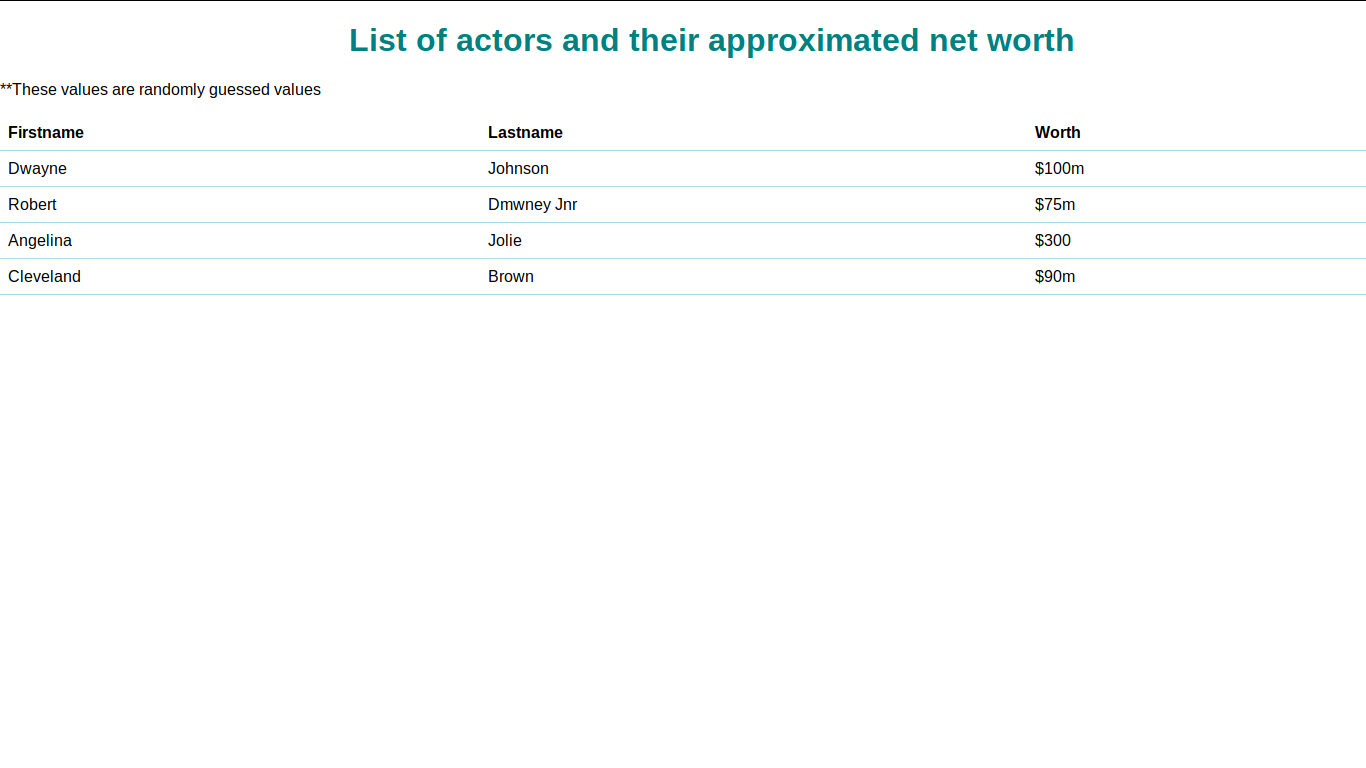 List of actors and their approximated net worth
**These values are randomly guessed values
Firstname Lastname Worth
Dwayne Johnson $100m
Robert Dmwney Jnr $75m
Angelina Jolie $300
Cleveland Brown $90m